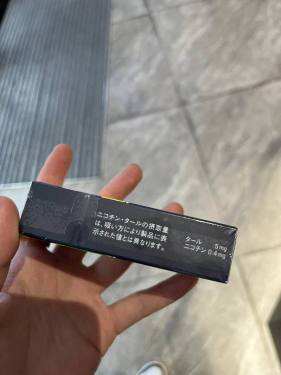 ニコチン・タールの摂取量
は、吸い方により製品に表
示された値とは異なります。
タール 5mg
ニコチン 0.4mg